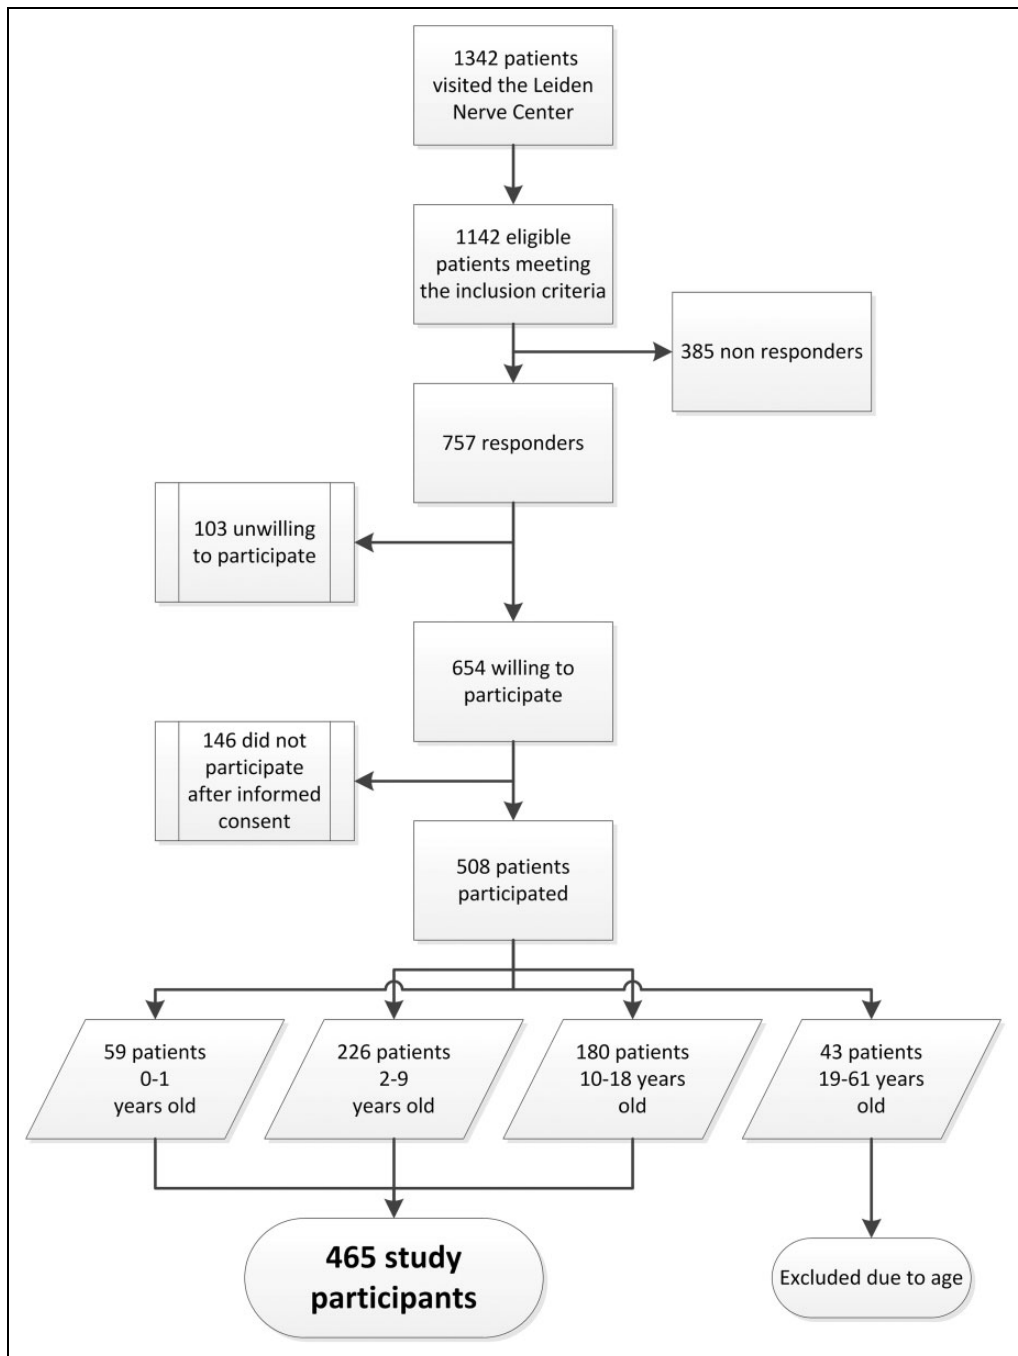 1342 patients
visited the Leiden
Nerve Center
1142 eligible
patients meeting
the inclusion criteria
385 non responders
757 responders
103 unwilling
to participate
654 willing to
participate
146 did not
participate
after informed
consent
508 patients
participated
59 patients
0-1
years old
226 patients
2-9
years old
180 patients
10-18 years
old
43 patients
19-61 years
old
465 study
participants
Excluded due to age